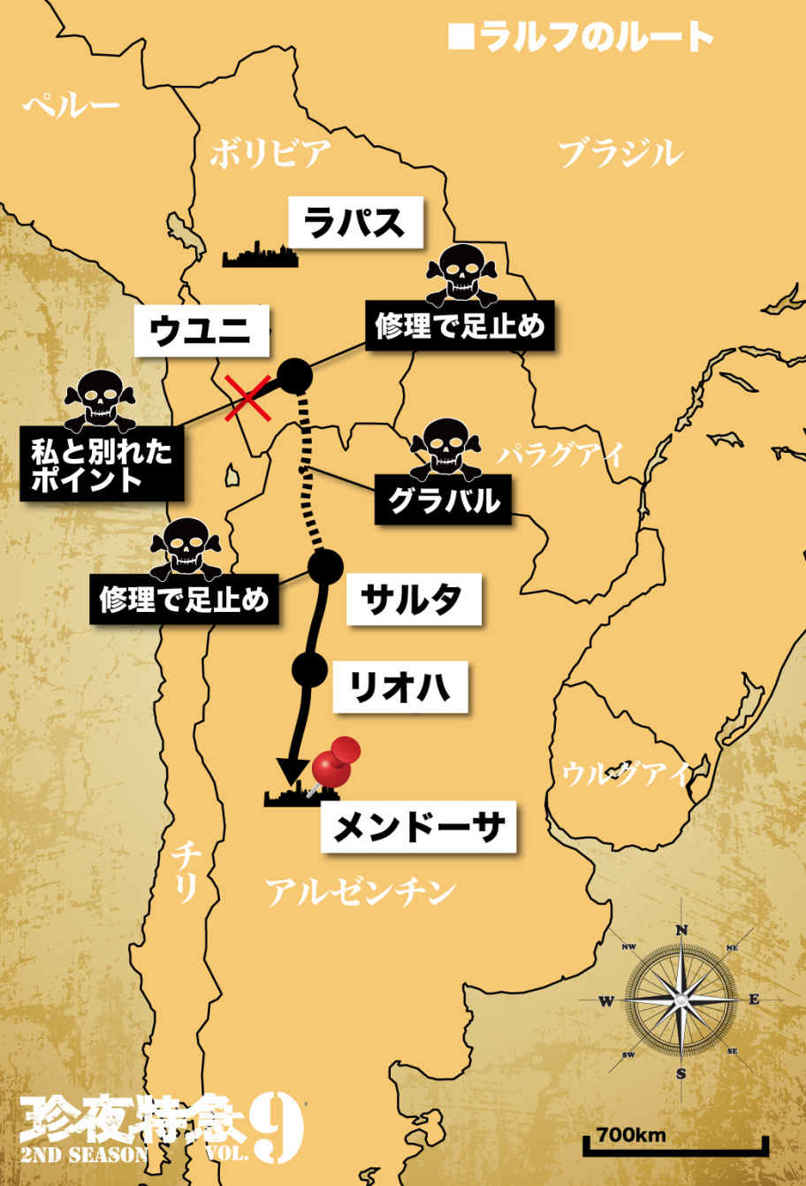 ■ラルフのルート
ペルー
ボリビア
ブラジル
ラパス
ウユニ
修理で足止め
私と別れた
ポイント
グラバル
パラグアイ
修理で足止め
サルタ
リオハ
メンドーサ
ウルグアイ
チリ
アルゼンチン
N
NW
NE
W
E
SW
SE
S
700km
珍夜特急9
2ND SEASON VOL.